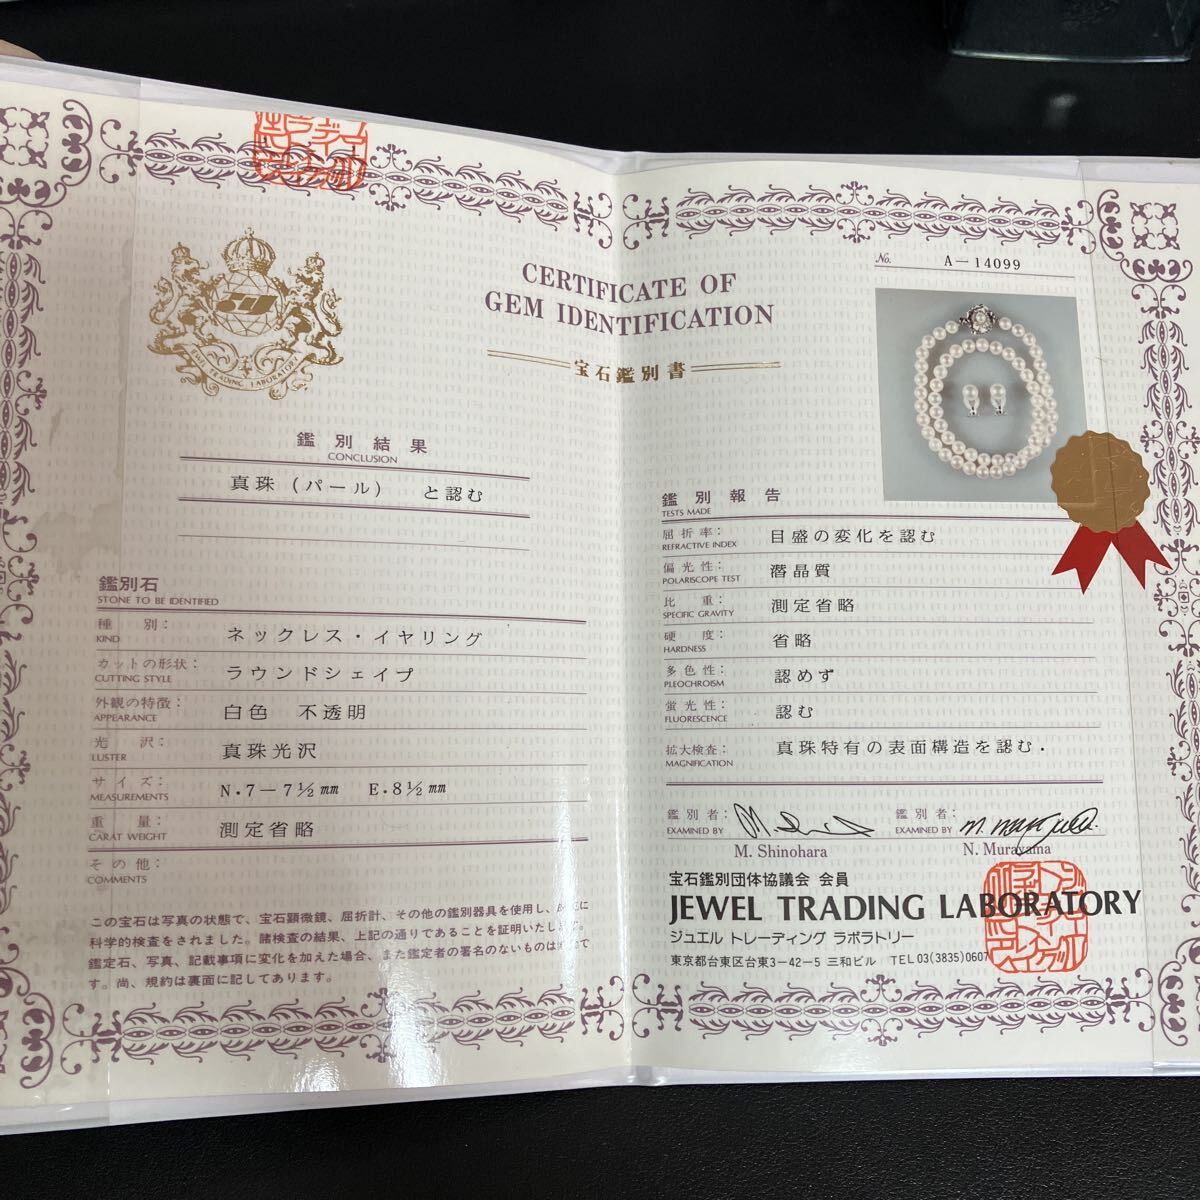 JEWEL TRADING LABORATORY
CERTIFICATE OF
GEM IDENTIFICATION
宝石鑑別書
鑑別結果
CONCLUSION
真珠(パール) と認む
鑑別石
STONE TO BE IDENTIFIED
種別: ネックレス・イヤリング
KIND
カットの形状: ラウンドシェイプ
CUTTING STYLE
外観の特徴: 白色 不透明
APPEARANCE
光沢: 真珠光沢
LUSTER
サイズ: N.7-7½mm E.8½mm
MEASUREMENTS
重量: 測定省略
CARAT WEIGHT
その他:
COMMENTS
この宝石は写真の状態で、宝石顕微鏡、屈折計、その他の鑑別器具を使用し、
科学的検査をされました。諸検査の結果、上記の通りであることを証明いたします。
鑑定石、写真、記載事項に変化を加えた場合、また鑑定者の署名のないものは
す。尚、規約は裏面に記してあります。
No. A-14099
鑑別報告
TESTS MADE
屈折率: 目盛の変化を認む
REFRACTIVE INDEX
偏光性: 潜晶質
POLARISCOPE TEST
比重: 測定省略
SPECIFIC GRAVITY
硬度: 省略
HARDNESS
多色性: 認めず
PLEOCHROISM
蛍光性: 認む
FLUORESCENCE
拡大検査: 真珠特有の表面構造を認む.
MAGNIFICATION
鑑別者: 鑑別者:
EXAMINED BY EXAMINED BY
M. Shinohara N. Murayama
宝石鑑別団体協議会 会員
JEWEL TRADING LABORATORY
ジュエル トレーディング ラボラトリー
東京都台東区台東3-42-5 三和ビル TEL 03(3835)0607